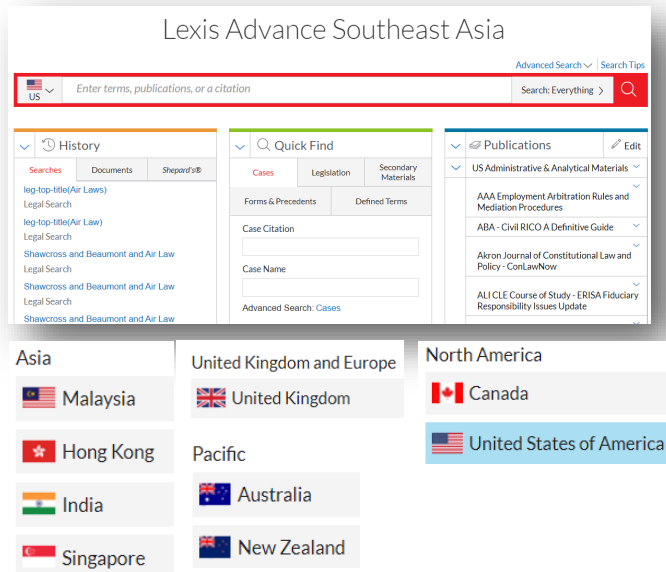 Lexis Advance Southeast Asia
Advanced Search | Search Tips
US
Enter terms, publications, or a citation
Search: Everything
History
Searches
Documents
Shepard's®
leg-top-title(Air Laws)
Legal Search
leg-top-title(Air Law)
Legal Search
Shawcross and Beaumont and Air Law
Legal Search
Shawcross and Beaumont and Air Law
Legal Search
Shawcross and Beaumont and Air Law
Quick Find
Cases
Legislation
Secondary
Materials
Forms & Precedents
Defined Terms
Case Citation
Case Name
Advanced Search: Cases
Publications
Edit
US Administrative & Analytical Materials
AAA Employment Arbitration Rules and
Mediation Procedures
ABA - Civil RICO A Definitive Guide
Akron Journal of Constitutional Law and
Policy - ConLawNow
ALI CLE Course of Study - ERISA Fiduciary
Responsibility Issues Update
Asia
Malaysia
Hong Kong
India
Singapore
United Kingdom and Europe
United Kingdom
Pacific
Australia
New Zealand
North America
Canada
United States of America